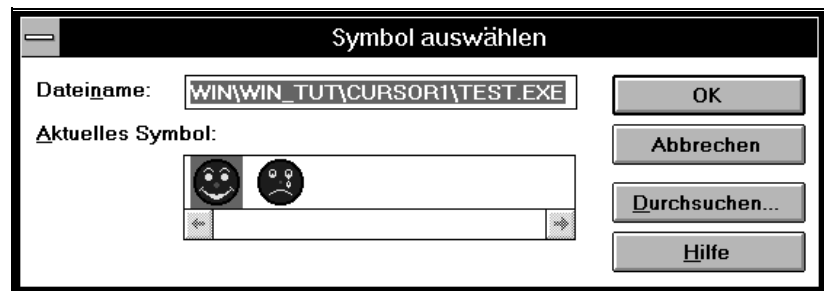 Symbol auswählen
Dateiname: WIN\WIN_TUT\CURSOR1\TEST.EXE
OK
Aktuelles Symbol:
Abbrechen
Durchsuchen...
Hilfe